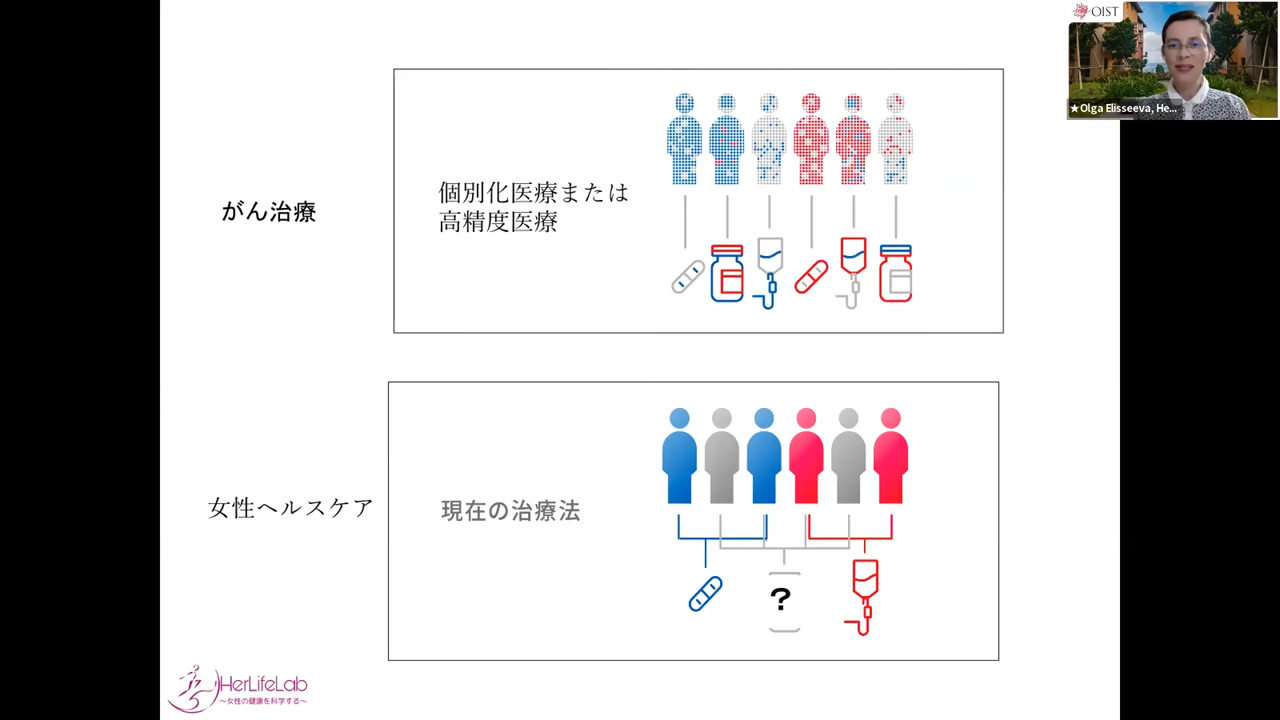 OIST
★Olga Elisseeva, He...
がん治療
個別化医療または
高精度医療
女性ヘルスケア
現在の治療法
?
HerLifeLab
～女性の健康を科学する～